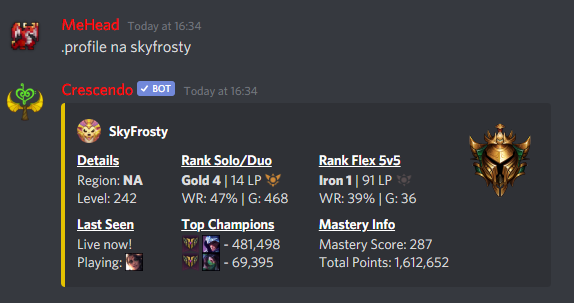 MeHead Today at 16:34
.profile na skyfrosty
Crescendo BOT Today at 16:34
SkyFrosty
Details
Region: NA
Level: 242
Rank Solo/Duo
Gold 4 | 14 LP
WR: 47% | G: 468
Rank Flex 5v5
Iron 1 | 91 LP
WR: 39% | G: 36
Last Seen
Live now!
Playing:
Top Champions
- 481,498
- 69,395
Mastery Info
Mastery Score: 287
Total Points: 1,612,652